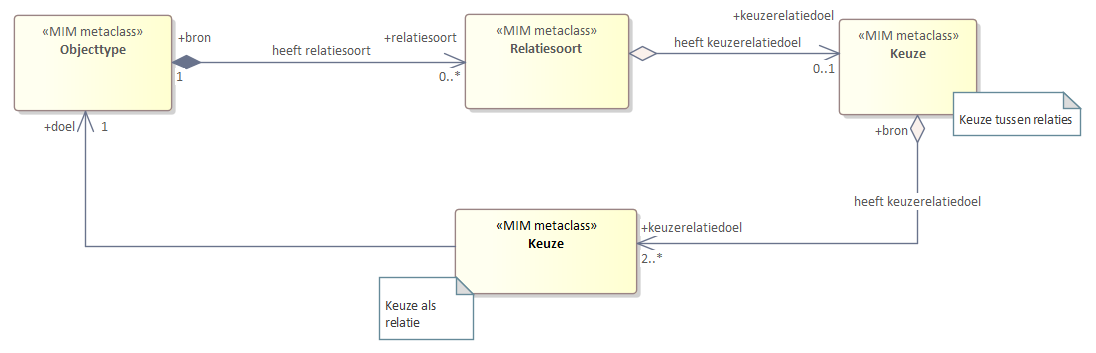 «MIM metaclass»
Objecttype
+bron
1
heeft relatiesoort
+relatiesoort
0..*
«MIM metaclass»
Relatiesoort
heeft keuzerelatiedoel
+keuzerelatiedoel
0..1
«MIM metaclass»
Keuze
Keuze tussen relaties
+bron
heeft keuzerelatiedoel
+keuzerelatiedoel
2..*
«MIM metaclass»
Keuze
Keuze als
relatie
+doel
1